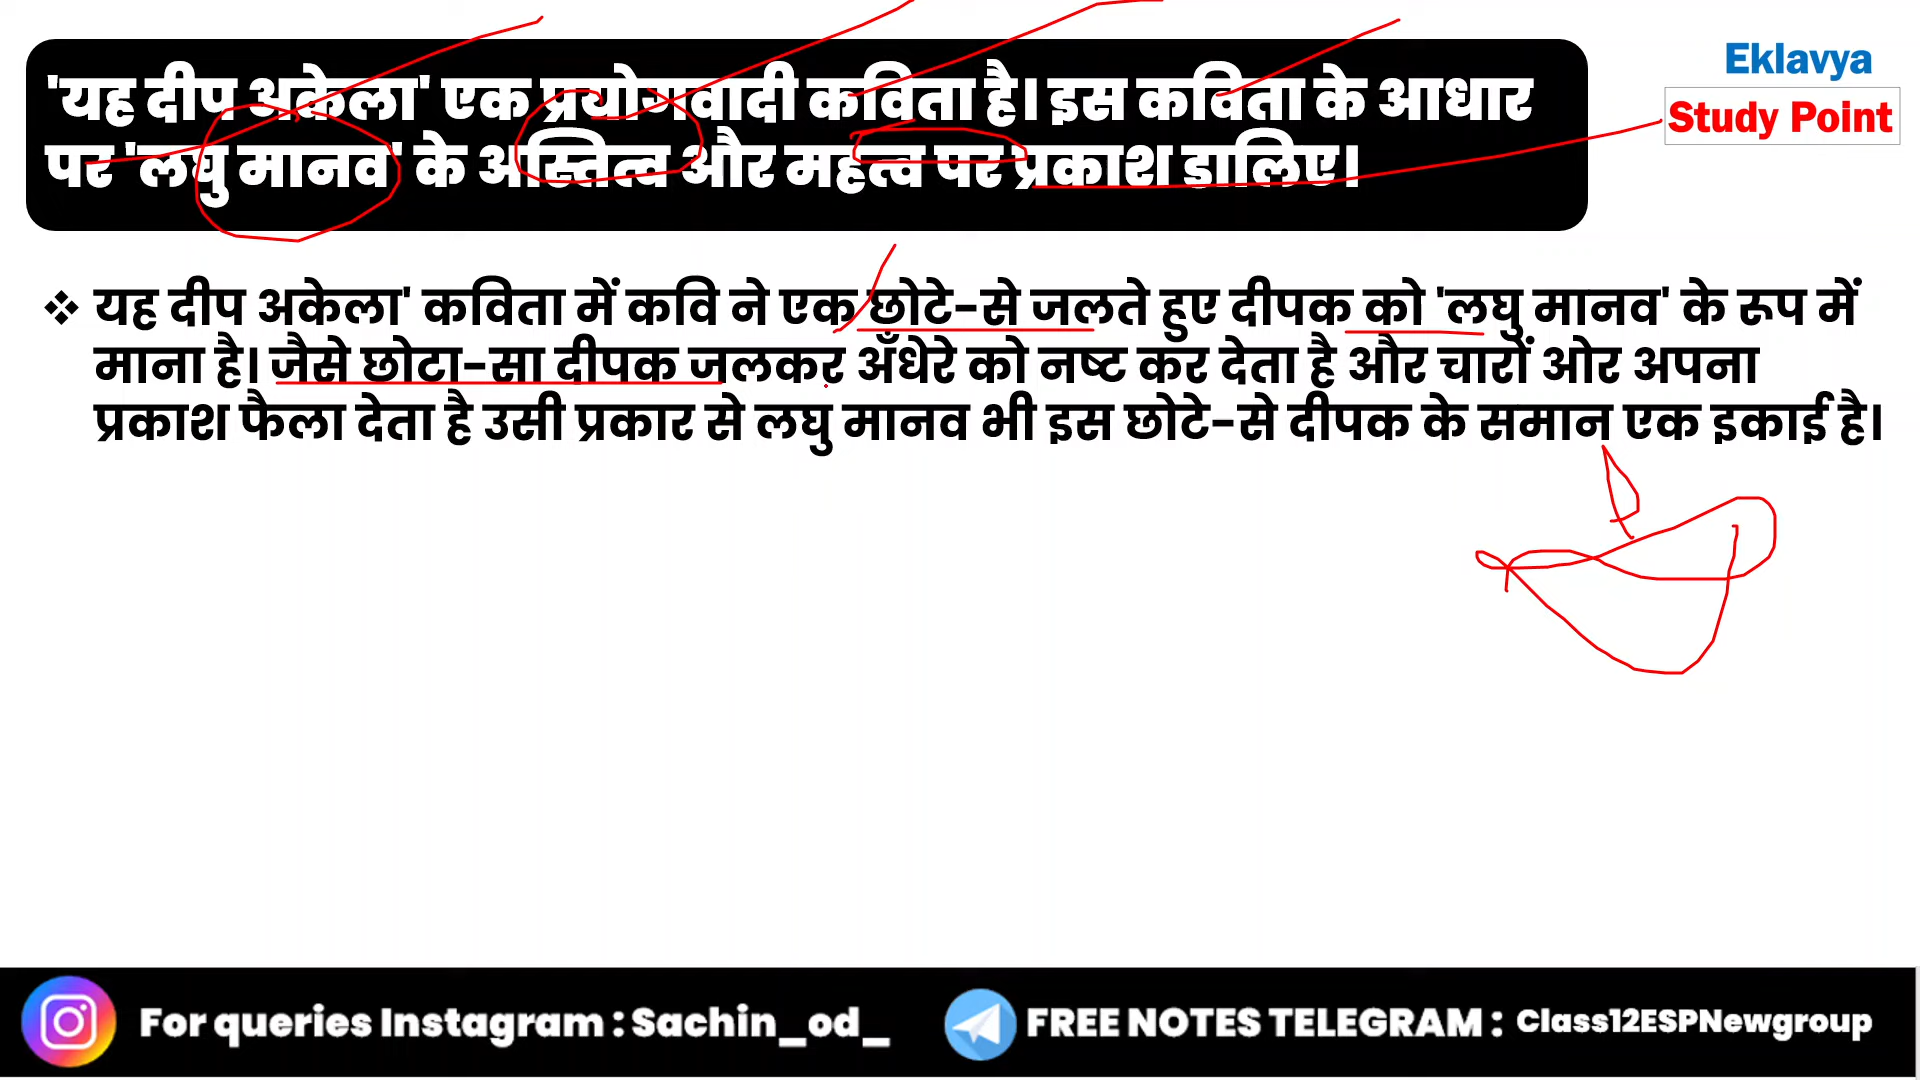 'यह दीप अकेला' एक प्रयोगवादी कविता है। इस कविता के आधार
पर 'लघु मानव' के अस्तित्व और महत्व पर प्रकाश डालिए।
Eklavya
Study Point
❖ यह दीप अकेला' कविता में कवि ने एक छोटे-से जलते हुए दीपक को 'लघु मानव' के रूप में
माना है। जैसे छोटा-सा दीपक जलकर अँधेरे को नष्ट कर देता है और चारों ओर अपना
प्रकाश फैला देता है उसी प्रकार से लघु मानव भी इस छोटे-से दीपक के समान एक इकाई है।
For queries Instagram : Sachin_od_
FREE NOTES TELEGRAM : Class12ESPNewgroup